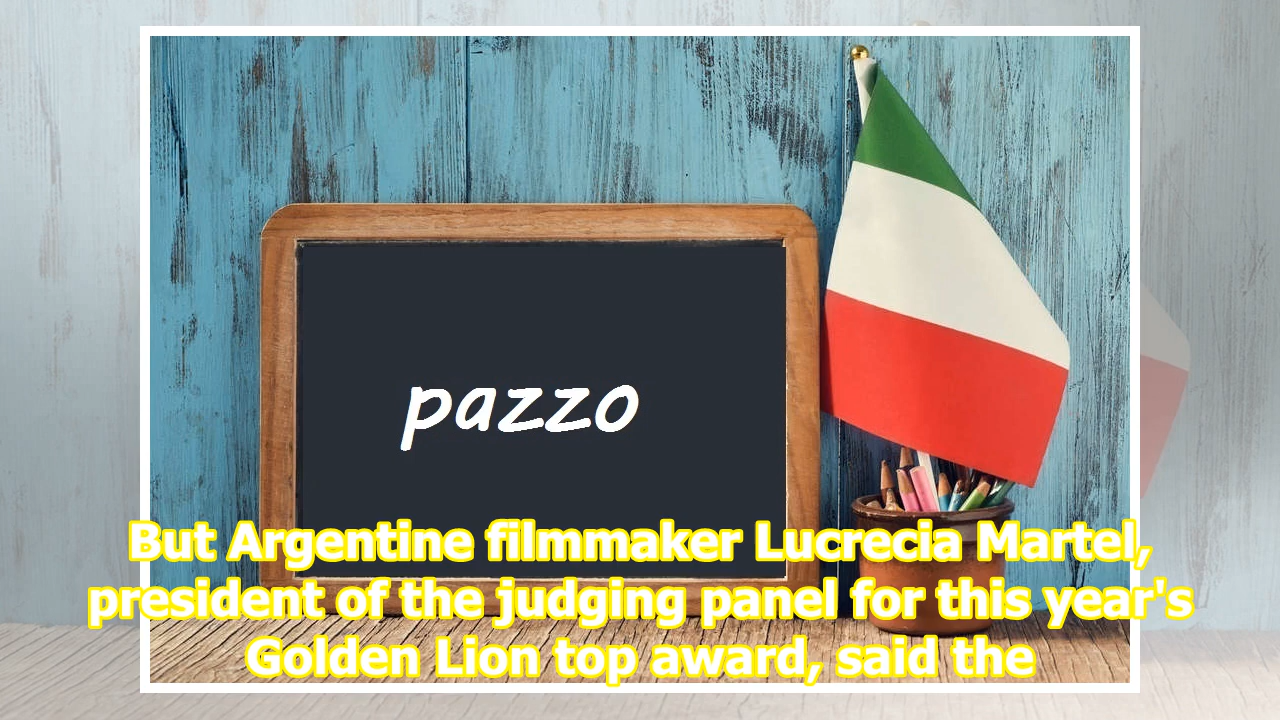 pazzo
But Argentine filmmaker Lucrecia Martel,
president of the judging panel for this year's
Golden Lion top award, said the